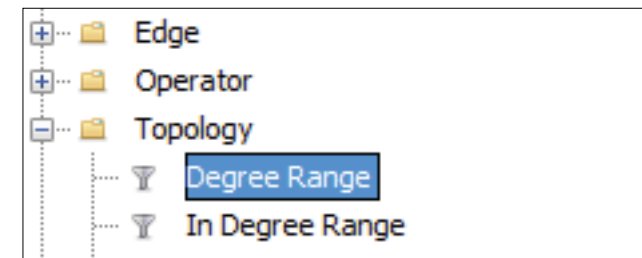 Edge
Operator
Topology
Degree Range
In Degree Range